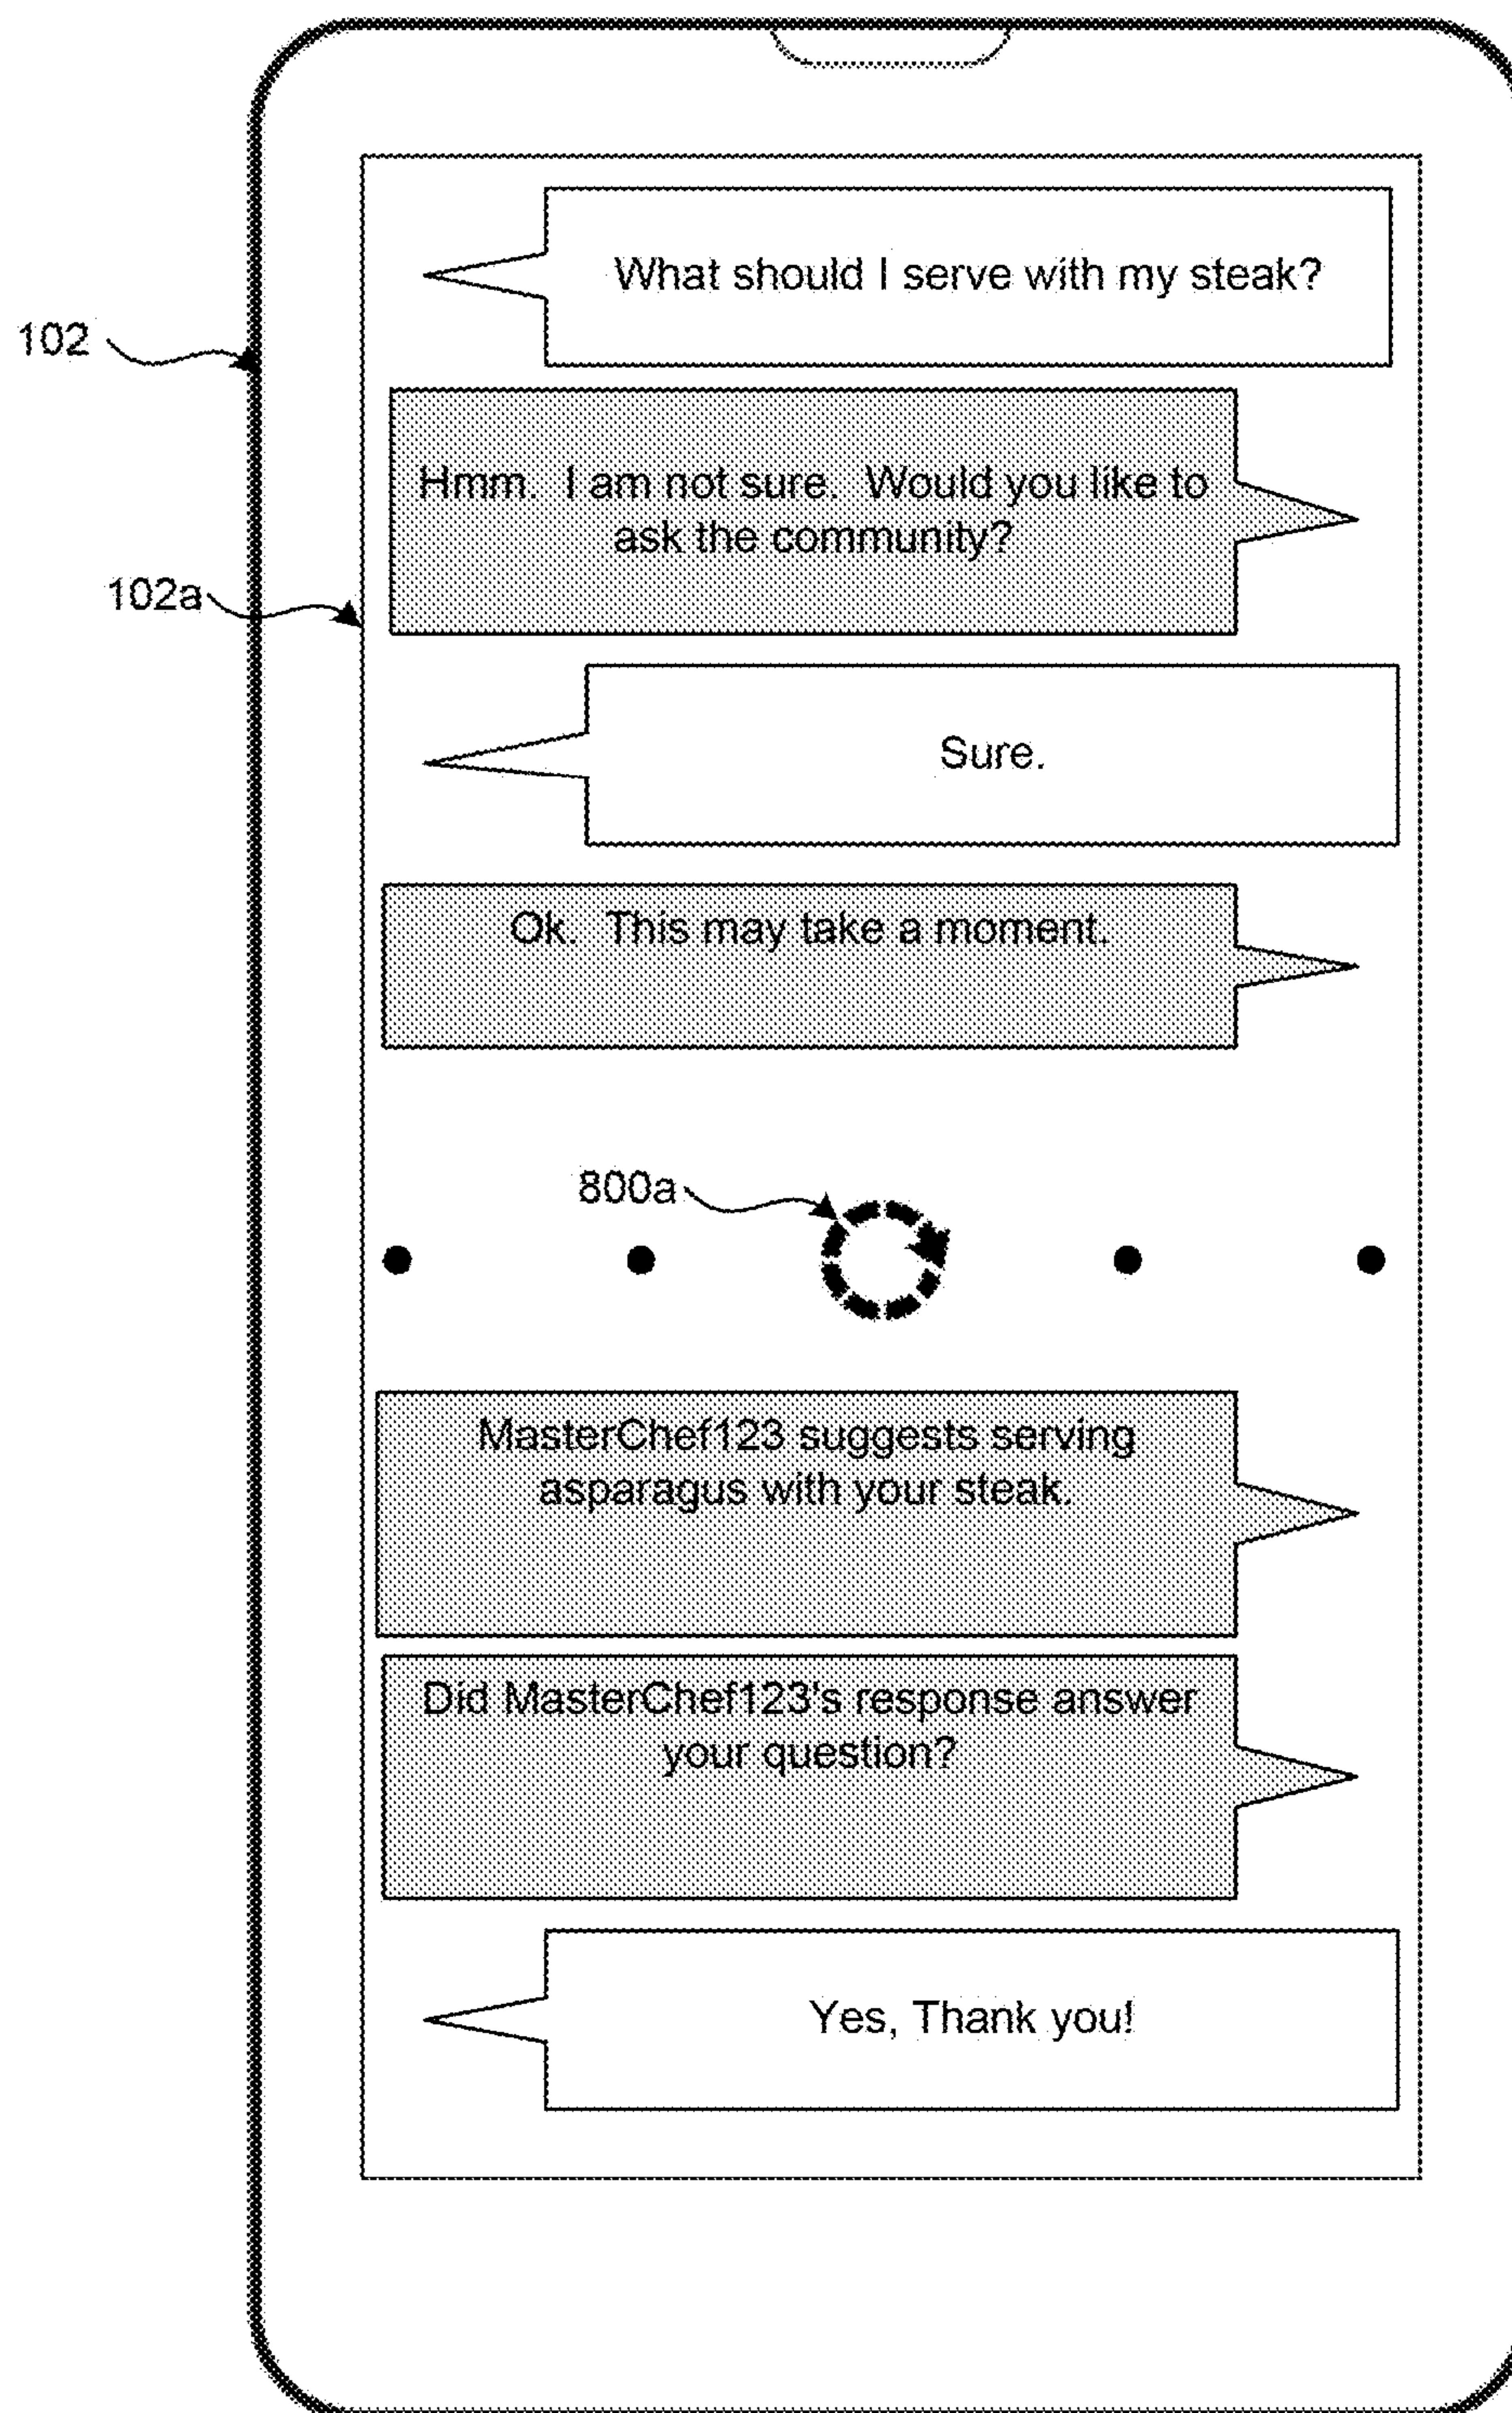 What should I serve with my steak?
102
Hmm.  I am not sure.  Would you like to
ask the community?
102a
Sure.
Ok.  This may take a moment.
800a
MasterChef123 suggests serving
asparagus with your steak.
Did MasterChef123's response answer
your question?
Yes, Thank you!